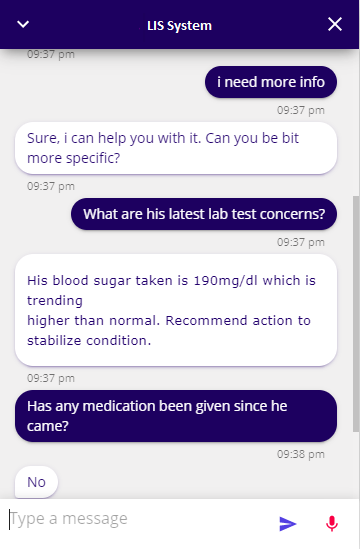 LIS System
09:37 pm
i need more info
09:37 pm
Sure, i can help you with it. Can you be bit
more specific?
09:37 pm
What are his latest lab test concerns?
09:37 pm
His blood sugar taken is 190mg/dl which is
trending
higher than normal. Recommend action to
stabilize condition.
09:37 pm
Has any medication been given since he
came?
09:38 pm
No
Type a message